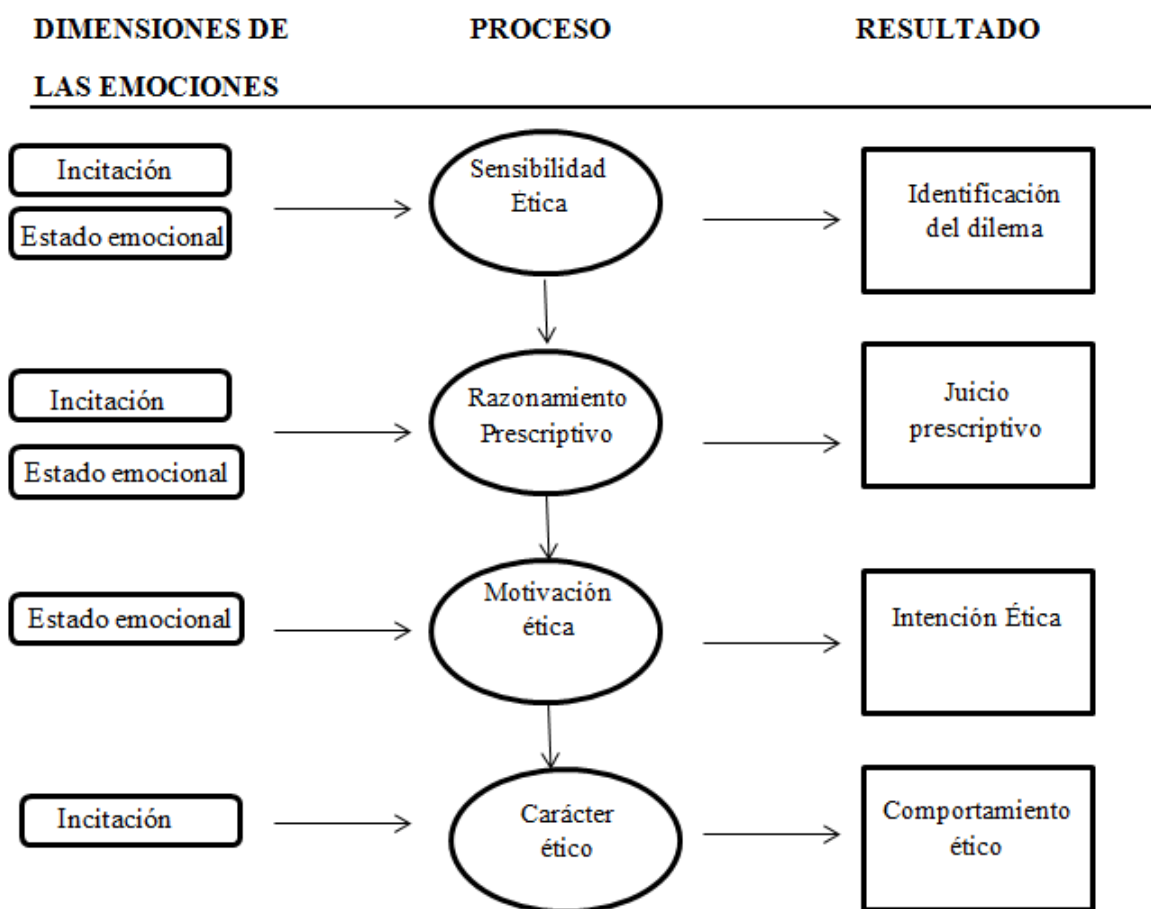 DIMENSIONES DE
LAS EMOCIONES
PROCESO
RESULTADO
Incitación
Estado emocional
Sensibilidad
Ética
Identificación
del dilema
Incitación
Estado emocional
Razonamiento
Prescriptivo
Juicio
prescriptivo
Estado emocional
Motivación
ética
Intención Ética
Incitación
Carácter
ético
Comportamiento
ético